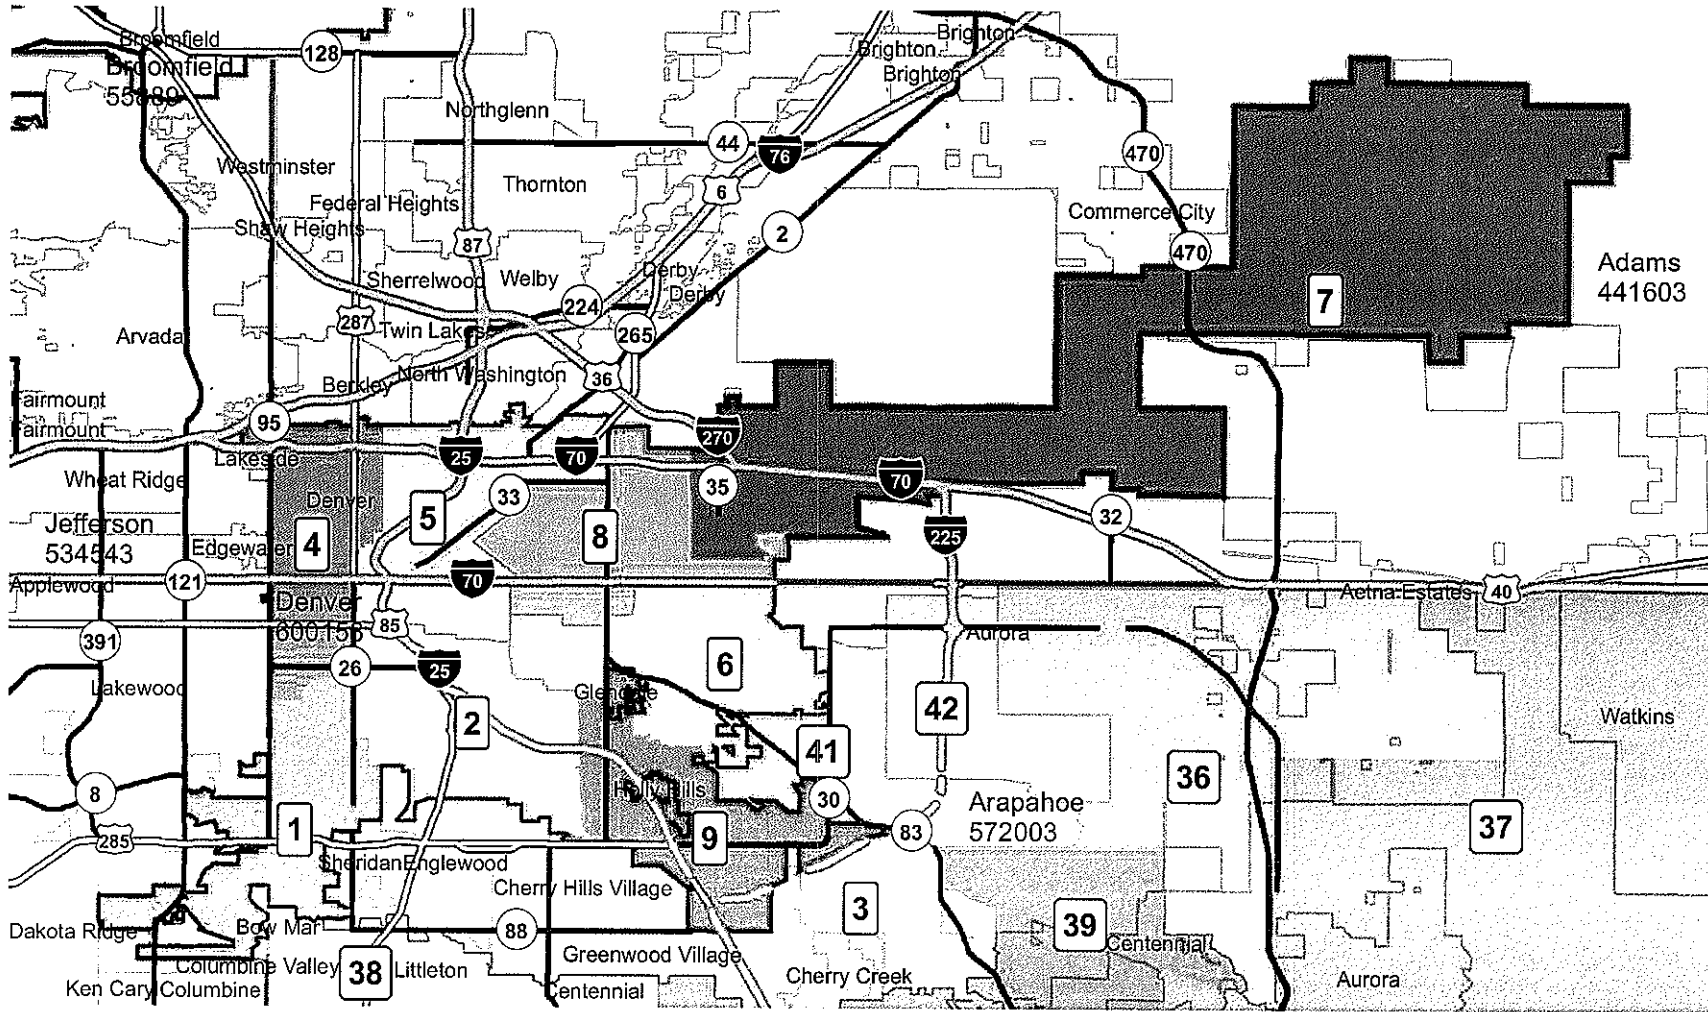 Broomfield
128
Broomfield
55889
Brighton
Brighton
Brighton
Northglenn
44
76
470
Westminster
Thornton
6
Federal Heights
Commerce City
Shaw Heights
87
2
470
Adams
441603
Sherrelwood
Welby
Derby
Derby
224
7
287
Twin Lakes
265
Arvada
North Washington
36
Berkley
Fairmount
Fairmount
95
270
Lakeside
25
70
70
Wheat Ridge
35
Denver
33
5
32
Jefferson
534543
Edgewater
4
8
225
Applewood
121
70
Aetna Estates
40
Denver
600158
85
391
Aurora
26
25
6
Lakewood
Glendale
42
2
Watkins
41
36
8
Holly Hills
30
Arapahoe
572003
285
1
9
83
37
Sheridan
Englewood
Cherry Hills Village
3
39
Dakota Ridge
Bow Mar
88
Centennial
Greenwood Village
Columbine Valley
38
Littleton
Cherry Creek
Aurora
Ken Cary
Columbine
Centennial